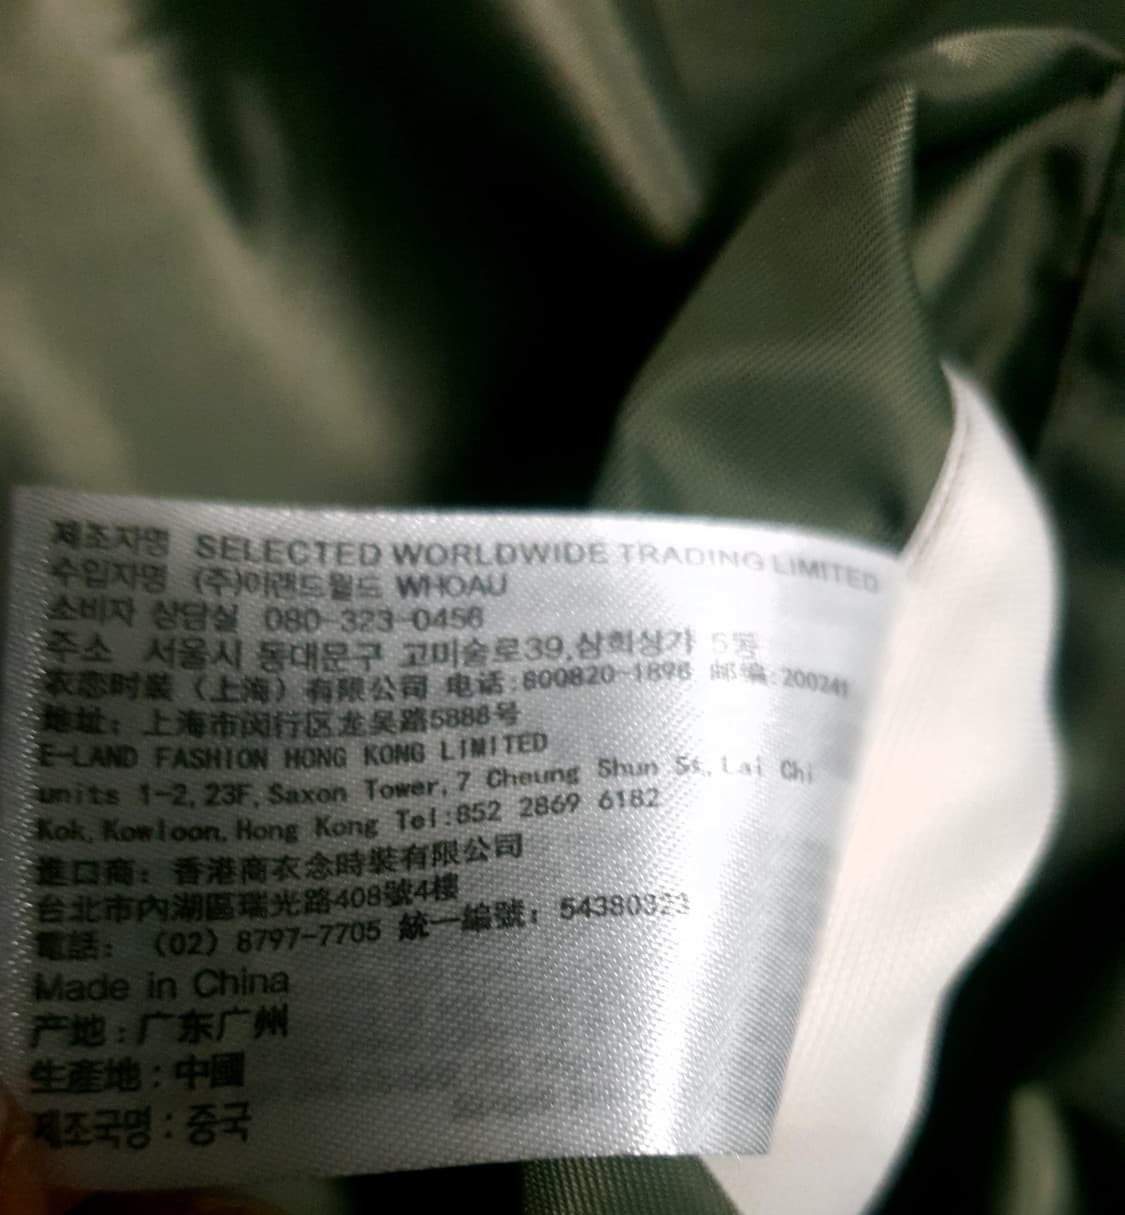 제조자명 SELECTED WORLDWIDE TRADING LIMITED
수입자명 (주)이랜드월드 WHOAU
소비자 상담실 080-323-0456
주소 서울시 동대문구 고미술로39,삼희상가 5동
衣恋时装（上海）有限公司 电话:800820-1898 邮编:200241
地址：上海市闵行区龙吴路5888号
E-LAND FASHION HONG KONG LIMITED
units 1-2,23F,Saxon Tower,7 Cheung Shun St,Lai Chi
Kok,Kowloon,Hong Kong Tel:852 2869 6182
進口商：香港商衣念時裝有限公司
台北市內湖區瑞光路408號4樓
電話：（02）8797-7705 統一編號：54380323
Made in China
产地:广东广州
生產地:中國
제조국명:중국